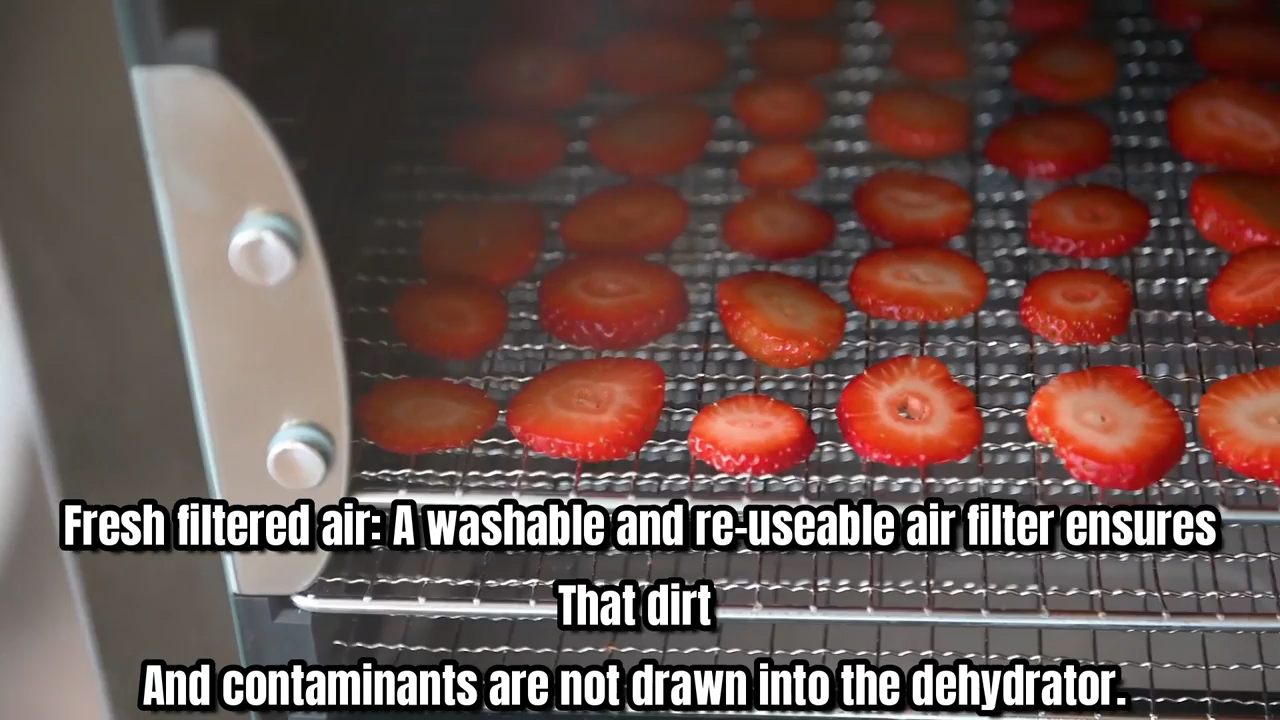 Fresh filtered air: A washable and re-useable air filter ensures
That dirt
And contaminants are not drawn into the dehydrator.